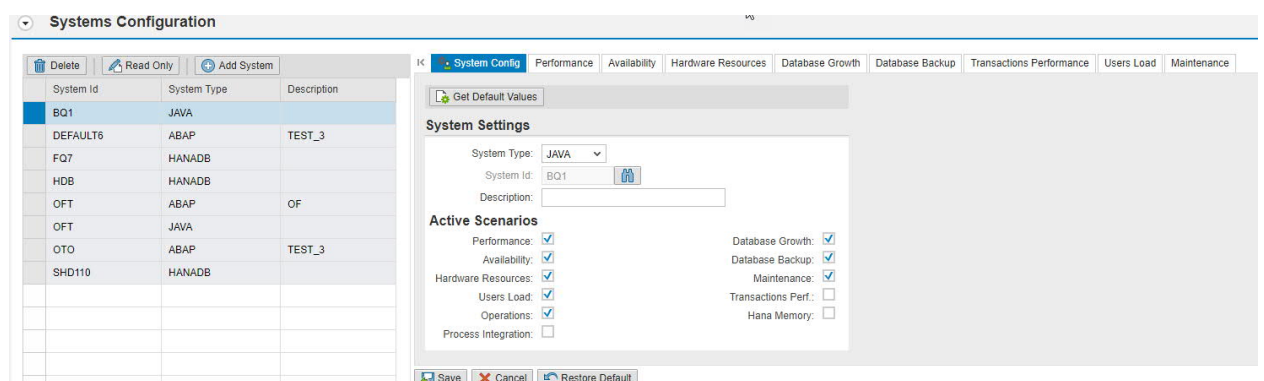 Systems Configuration
Delete Read Only Add System
System Id System Type Description
BQ1 JAVA
DEFAULT6 ABAP TEST_3
FQ7 HANADB
HDB HANADB
OFT ABAP OF
OFT JAVA
OTO ABAP TEST_3
SHD110 HANADB
System Config Performance Availability Hardware Resources Database Growth Database Backup Transactions Performance Users Load Maintenance
Get Default Values
System Settings
System Type: JAVA
System Id: BQ1
Description:
Active Scenarios
Performance: Database Growth:
Availability: Database Backup:
Hardware Resources: Maintenance:
Users Load: Transactions Perf.:
Operations: Hana Memory:
Process Integration:
Save Cancel Restore Default